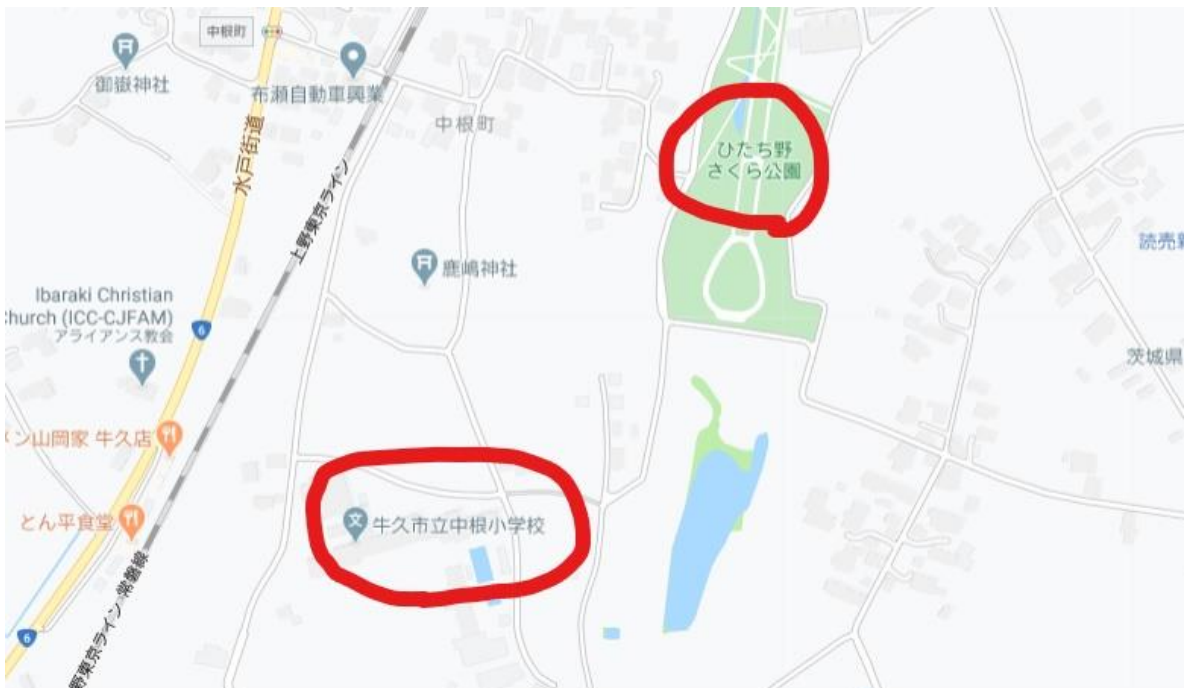 中根町
御嶽神社
布瀬自動車興業
中根町
水戸街道
上野東京ライン
ひたち野
さくら公園
鹿嶋神社
読売新
Ibaraki Christian
hurch (ICC-CJFAM)
アライアンス教会
6
茨城県
ン山岡家 牛久店
とん平食堂
文
牛久市立中根小学校
野東京ライン 常磐線
6